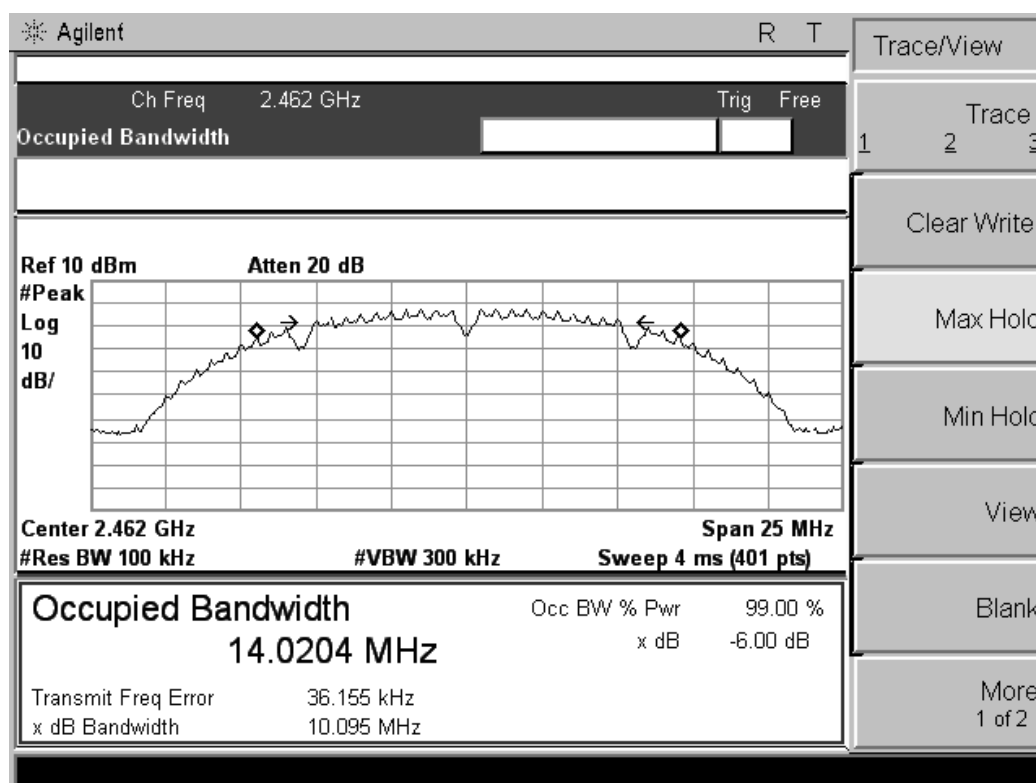 Agilent R T
Trace/View
Ch Freq 2.462 GHz Trig Free
Occupied Bandwidth
Trace
1 2 3
Clear Write
Ref 10 dBm Atten 20 dB
#Peak
Log
10
dB/
Max Hold
Min Hold
View
Center 2.462 GHz Span 25 MHz
#Res BW 100 kHz #VBW 300 kHz Sweep 4 ms (401 pts)
Occupied Bandwidth Occ BW % Pwr 99.00 %
14.0204 MHz x dB -6.00 dB
Transmit Freq Error 36.155 kHz
x dB Bandwidth 10.095 MHz
Blank
More
1 of 2